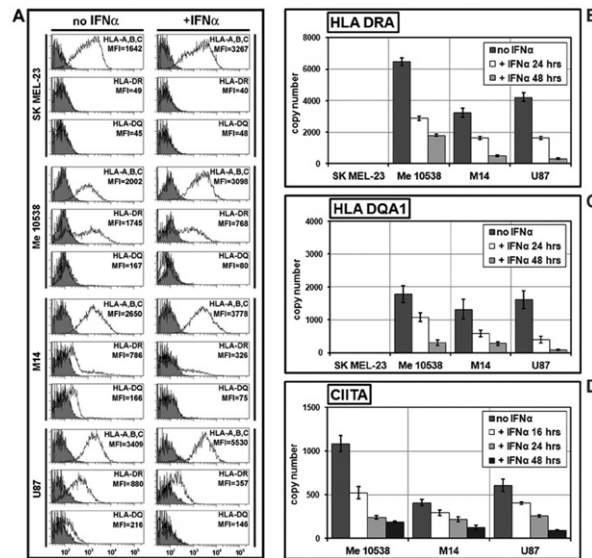 A
no IFNα
+IFNα
SK MEL-23
HLA-A,B,C
MFI=1642
HLA-A,B,C
MFI=3267
HLA-DR
MFI=49
HLA-DR
MFI=40
HLA-DQ
MFI=45
HLA-DQ
MFI=48
Me 10538
HLA-A,B,C
MFI=2002
HLA-A,B,C
MFI=3098
HLA-DR
MFI=1745
HLA-DR
MFI=768
HLA-DQ
MFI=167
HLA-DQ
MFI=80
M14
HLA-A,B,C
MFI=2650
HLA-A,B,C
MFI=3778
HLA-DR
MFI=786
HLA-DR
MFI=326
HLA-DQ
MFI=166
HLA-DQ
MFI=75
U87
HLA-A,B,C
MFI=3409
HLA-A,B,C
MFI=5530
HLA-DR
MFI=880
HLA-DR
MFI=357
HLA-DQ
MFI=216
HLA-DQ
MFI=146
10² 10³ 10⁴
10² 10³ 10⁴
HLA DRA
no IFNα
+ IFNα 24 hrs
+ IFNα 48 hrs
copy number
8000
6000
4000
2000
0
SK MEL-23 Me 10538 M14 U87
HLA DQA1
no IFNα
+IFNα 24 hrs
+IFNα 48 hrs
copy number
4000
3000
2000
1000
0
SK MEL-23 Me 10538 M14 U87
CIITA
no IFNα
+ IFNα 16 hrs
+ IFNα 24 hrs
+ IFNα 48 hrs
copy number
1500
1000
500
0
Me 10538 M14 U87